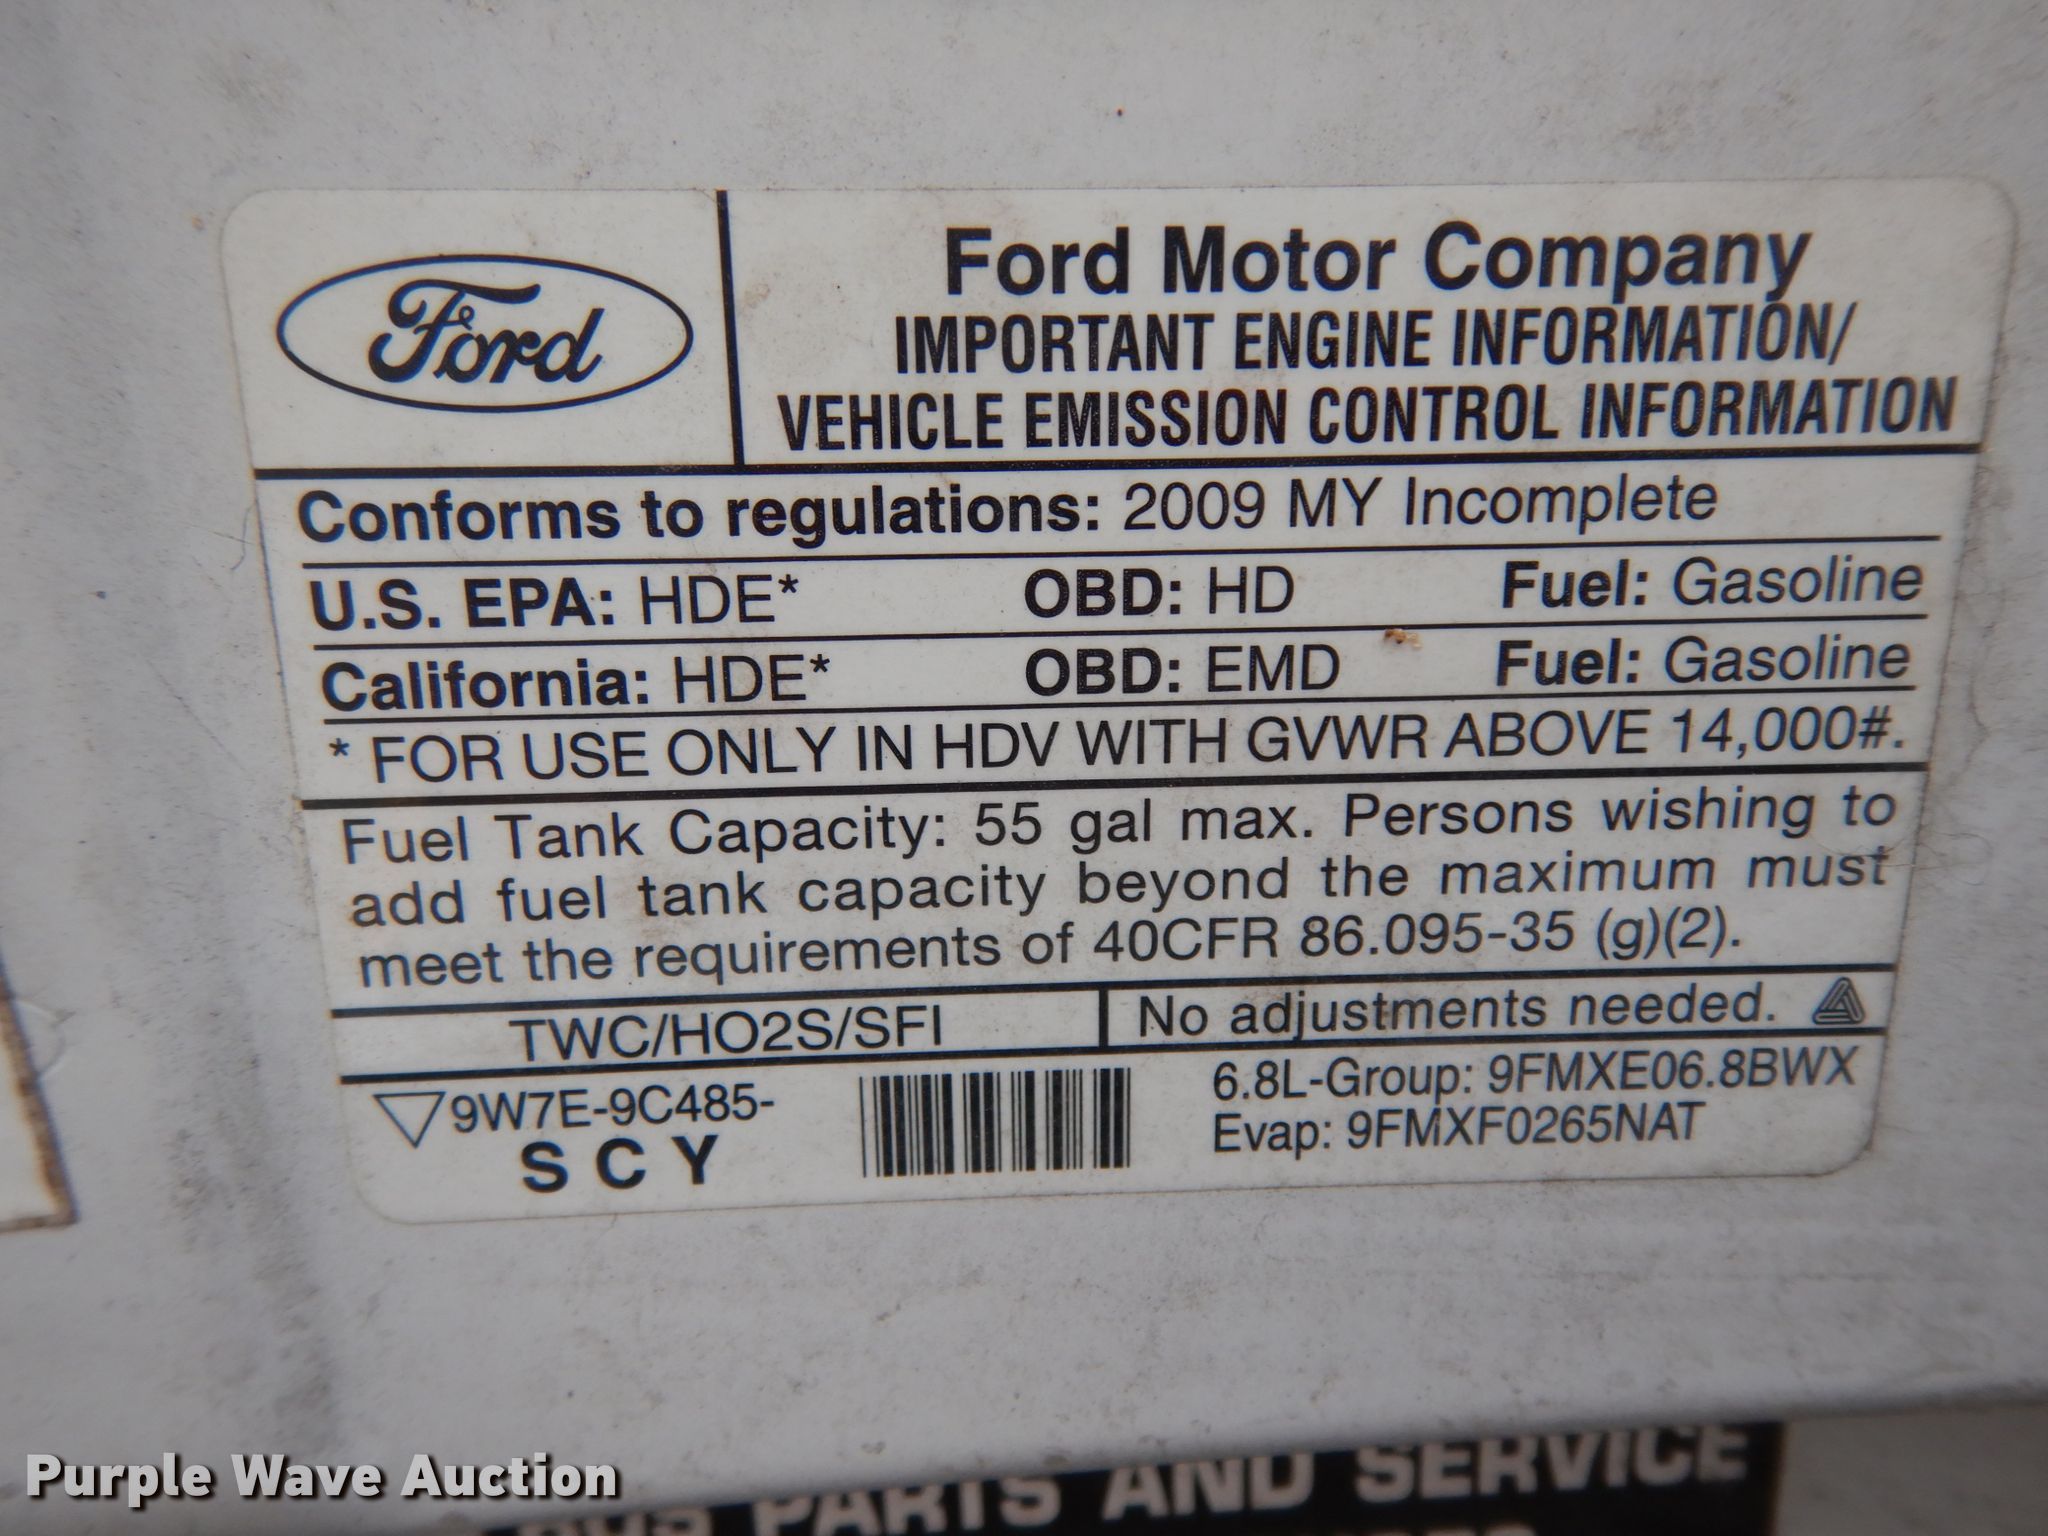 Ford
Ford Motor Company
IMPORTANT ENGINE INFORMATION/
VEHICLE EMISSION CONTROL INFORMATION
Conforms to regulations: 2009 MY Incomplete
U.S. EPA: HDE* OBD: HD Fuel: Gasoline
California: HDE* OBD: EMD Fuel: Gasoline
* FOR USE ONLY IN HDV WITH GVWR ABOVE 14,000#.
Fuel Tank Capacity: 55 gal max. Persons wishing to
add fuel tank capacity beyond the maximum must
meet the requirements of 40CFR 86.095-35 (g)(2).
TWC/HO2S/SFI No adjustments needed.
9W7E-9C485-
S C Y
6.8L-Group: 9FMXE06.8BWX
Evap: 9FMXF0265NAT
PARTS AND SERVICE
Purple Wave Auction